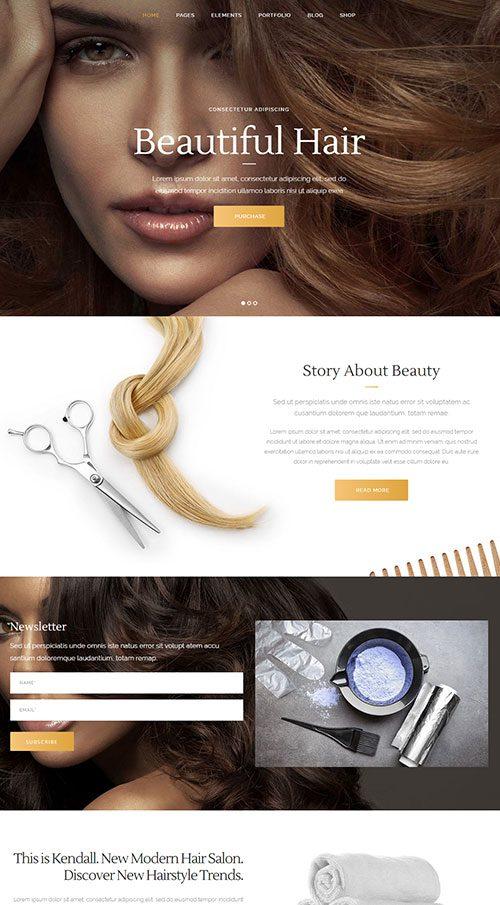 HOME PAGES ELEMENTS PORTFOLIO BLOG SHOP
CONSECTETUR ADIPISCING
Beautiful Hair
Lorem ipsum dolor sit amet, consectetur adipiscing elit, sed do
eiusmod tempor incidition ullamco laboris nisi ut aliquip exea
PURCHASE
Story About Beauty
Sed ut perspiciatis unde omnis iste natus error sit voluptatem ac
cusantium dolorem que laudantium, totam remae.
Lorem ipsum dolor sit amet, consectetur adipiscing elit, sed do eiusmod tempor
incididunt ut labore et dolore magna aliqua. Ut enim ad minim veniam, quis nostrud
exercitation ullamco laboris nisi ut aliquip ex ea commodo consequat. Duis aute irure
dolor in reprehenderit in voluptate velit esse cillum dolore eu.
READ MORE
Newsletter
Sed ut perspiciatis unde omnis iste natus error sit volupt atem accu
santium doloremque laudantium, totam remap.
NAME*
EMAIL*
SUBSCRIBE
This is Kendall. New Modern Hair Salon.
Discover New Hairstyle Trends.
Lorem ipsum dolor sit amet, consectetur adipiscing elit, sed do eiusmod